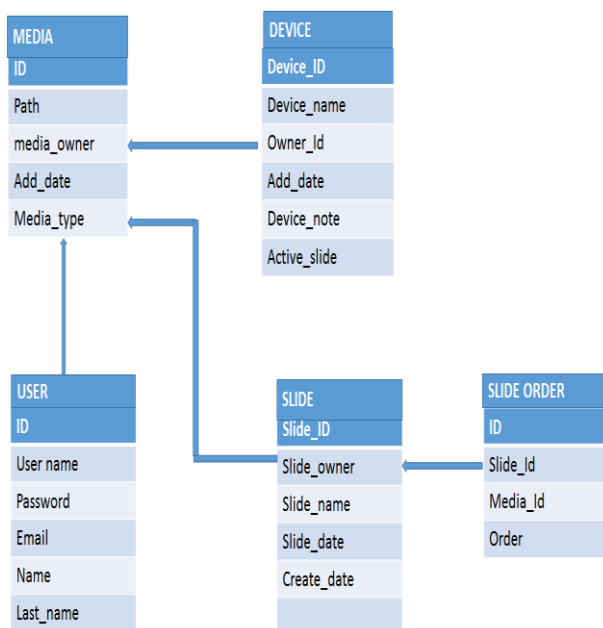 MEDIA
ID
Path
media_owner
Add_date
Media_type
DEVICE
Device_ID
Device_name
Owner_Id
Add_date
Device_note
Active_slide
USER
ID
User name
Password
Email
Name
Last_name
SLIDE
Slide_ID
Slide_owner
Slide_name
Slide_date
Create_date
SLIDE ORDER
ID
Slide_Id
Media_Id
Order